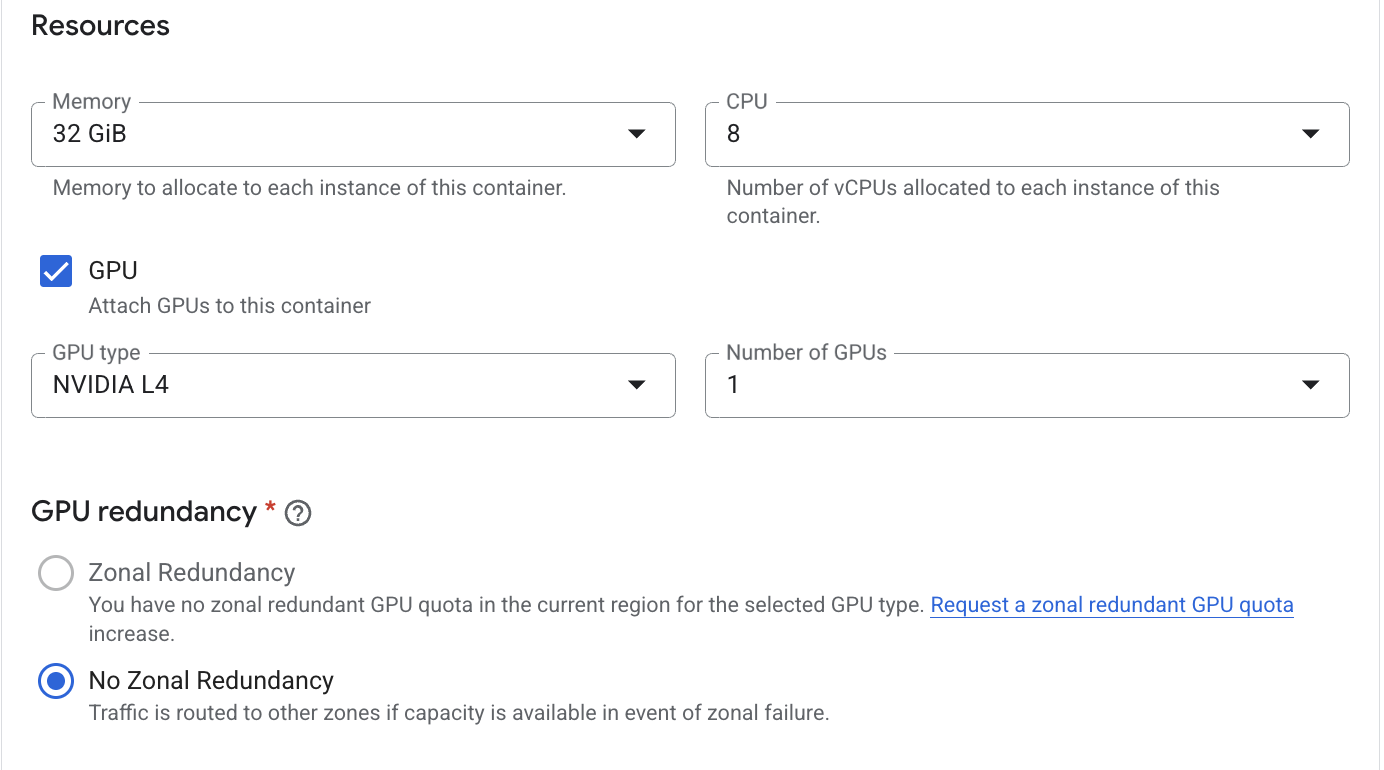 Resources
Memory
32 GiB
Memory to allocate to each instance of this container.
CPU
8
Number of vCPUs allocated to each instance of this
container.
GPU
Attach GPUs to this container
GPU type
NVIDIA L4
Number of GPUs
1
GPU redundancy *
Zonal Redundancy
You have no zonal redundant GPU quota in the current region for the selected GPU type. Request a zonal redundant GPU quota
increase.
No Zonal Redundancy
Traffic is routed to other zones if capacity is available in event of zonal failure.